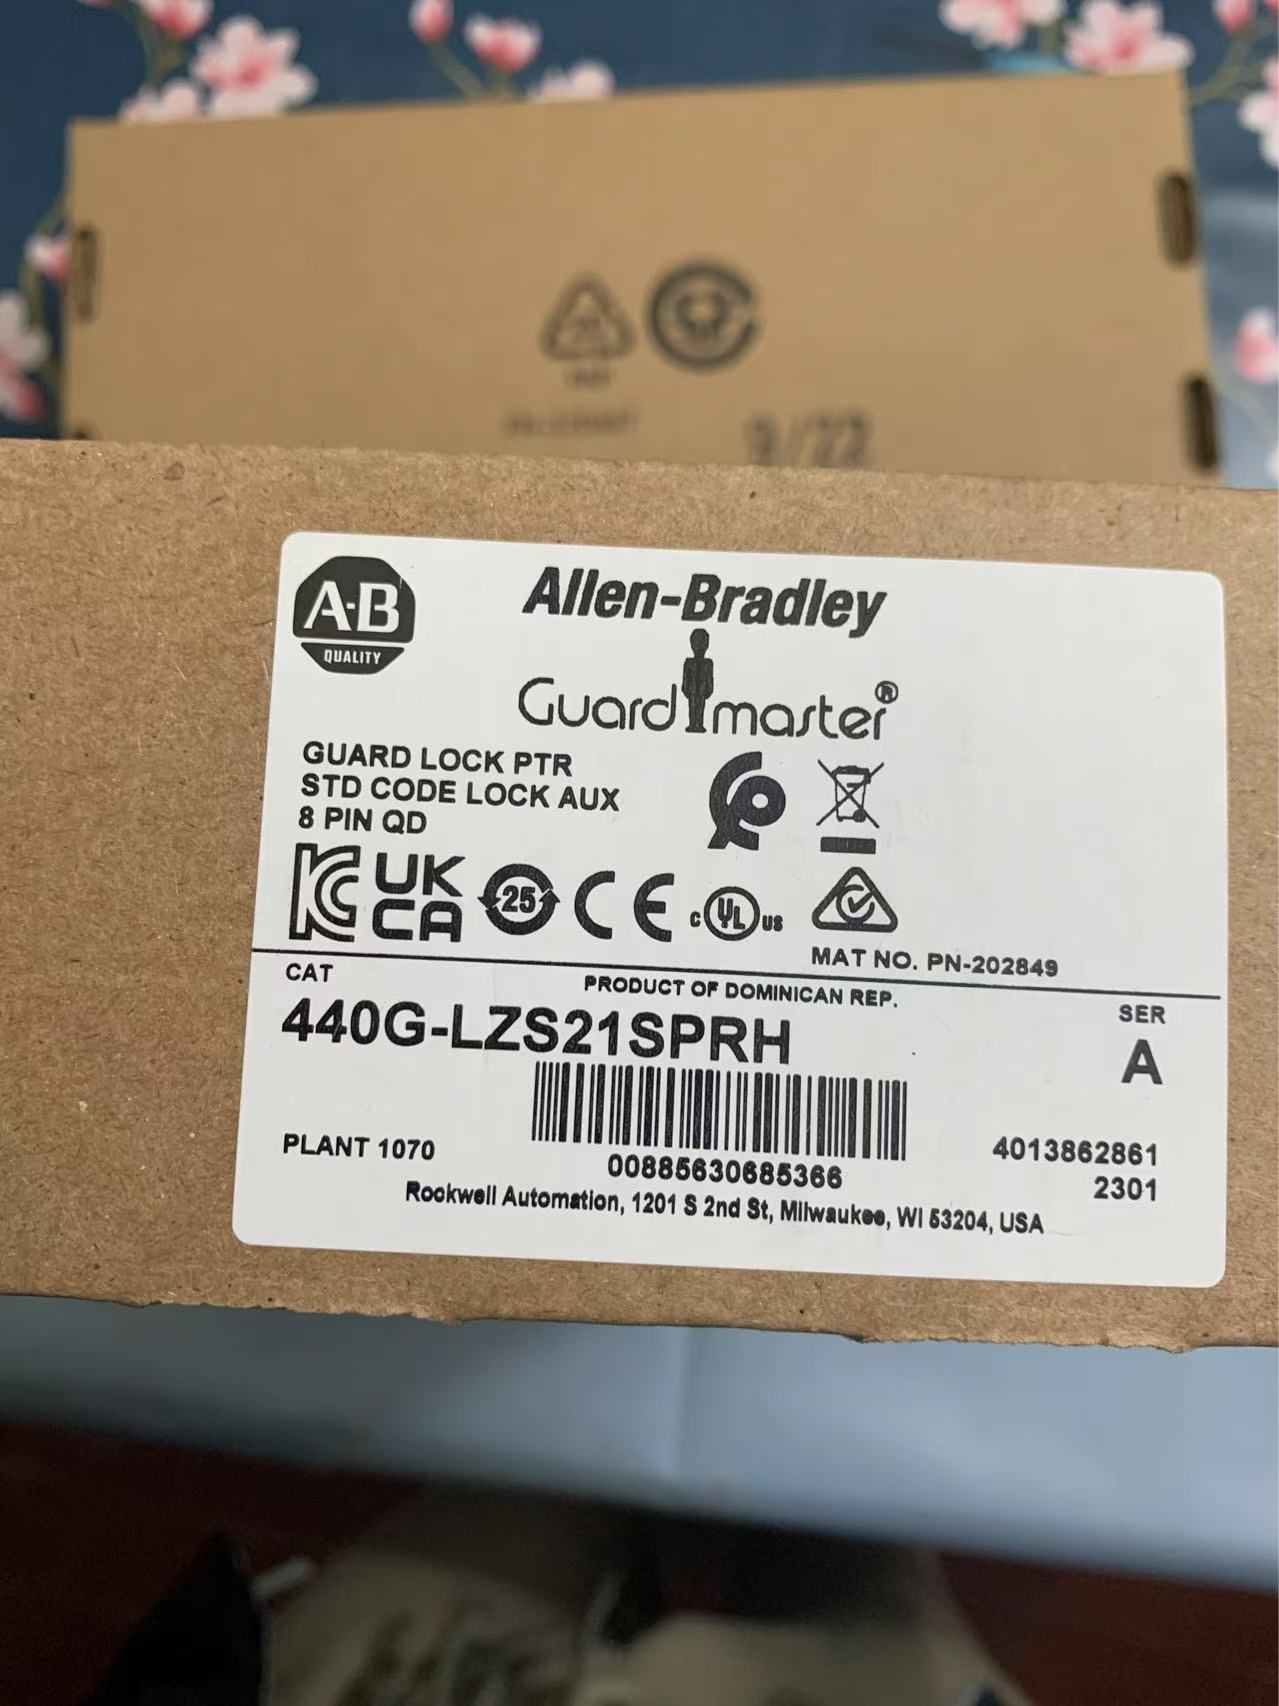 9/22
A-B
QUALITY
Allen-Bradley
Guardmaster®
GUARD LOCK PTR
STD CODE LOCK AUX
8 PIN QD
UK
CA
25
CE
c UL us
MAT NO. PN-202849
CAT
PRODUCT OF DOMINICAN REP.
SER
440G-LZS21SPRH
A
PLANT 1070
00885630685366
4013862861
2301
Rockwell Automation, 1201 S 2nd St, Milwaukee, WI 53204, USA